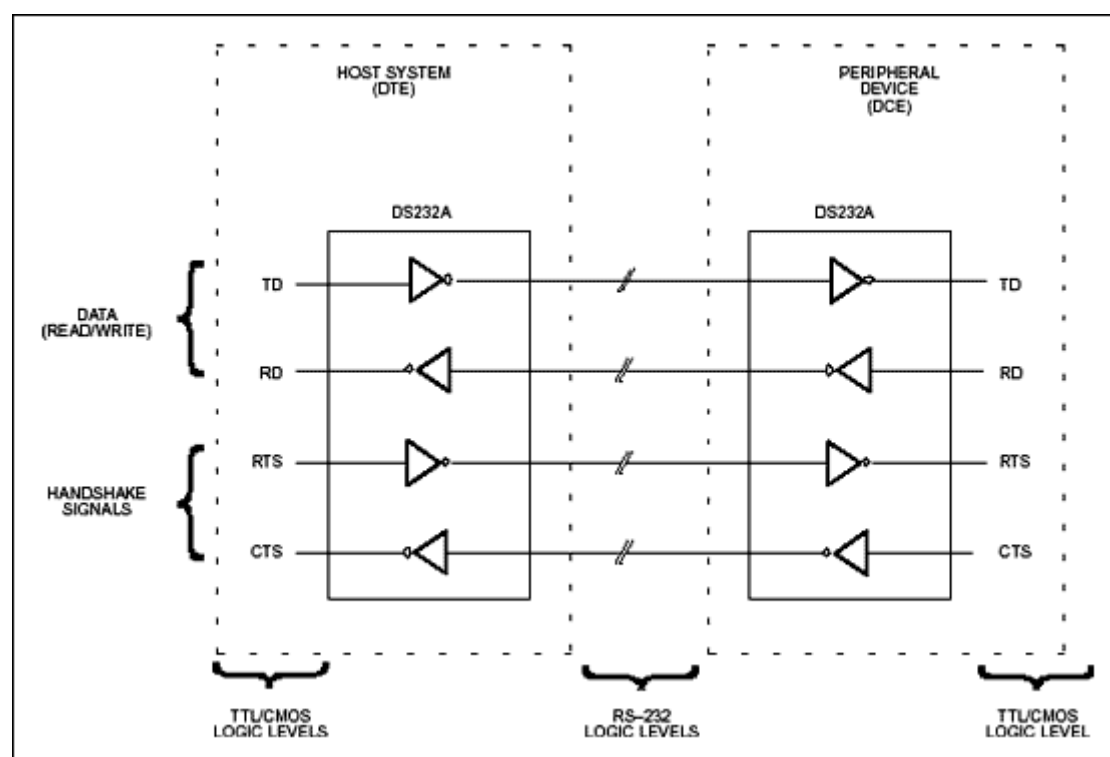 HOST SYSTEM
(DTE)
PERIPHERAL
DEVICE
(DCE)
DS232A
DS232A
DATA
(READ/WRITE)
TD
TD
RD
RD
HANDSHAKE
SIGNALS
RTS
RTS
CTS
CTS
TTL/CMOS
LOGIC LEVELS
RS-232
LOGIC LEVELS
TTL/CMOS
LOGIC LEVEL